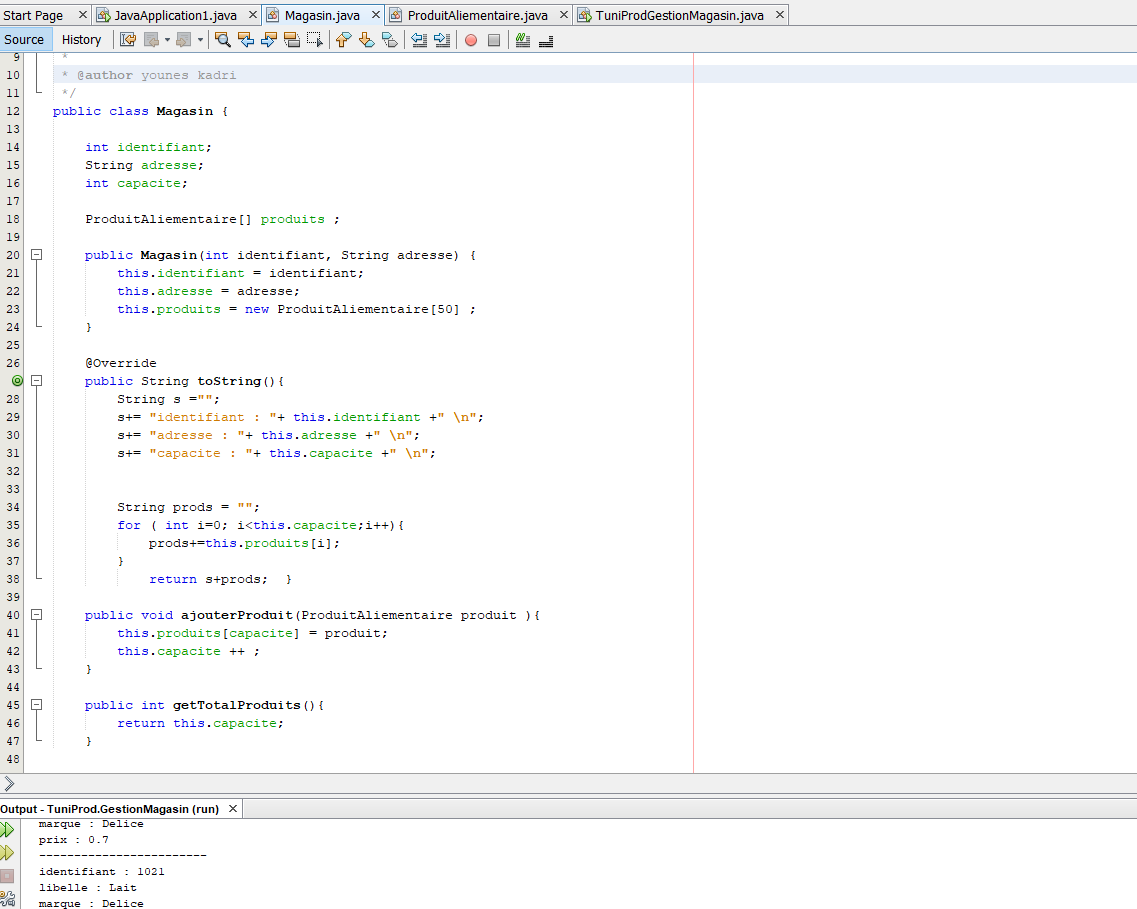 Start Page JavaApplication1.java Magasin.java ProduitAliementaire.java TuniProdGestionMagasin.java
Source History
9 *
10 * @author younes kadri
11 */
12 public class Magasin {
13
14 int identifiant;
15 String adresse;
16 int capacite;
17
18 ProduitAliementaire[] produits ;
19
20 public Magasin(int identifiant, String adresse) {
21 this.identifiant = identifiant;
22 this.adresse = adresse;
23 this.produits = new ProduitAliementaire[50] ;
24 }
25
26 @Override
public String toString(){
28 String s ="";
29 s+= "identifiant : "+ this.identifiant +" \n";
30 s+= "adresse : "+ this.adresse +" \n";
31 s+= "capacite : "+ this.capacite +" \n";
32
33
34 String prods = "";
35 for ( int i=0; i<this.capacite;i++){
36 prods+=this.produits[i];
37 }
38 return s+prods; }
39
40 public void ajouterProduit(ProduitAliementaire produit ){
41 this.produits[capacite] = produit;
42 this.capacite ++ ;
43 }
44
45 public int getTotalProduits(){
46 return this.capacite;
47 }
48
Output - TuniProd.GestionMagasin (run)
marque : Delice
prix : 0.7
------------------------
identifiant : 1021
libelle : Lait
marque : Delice